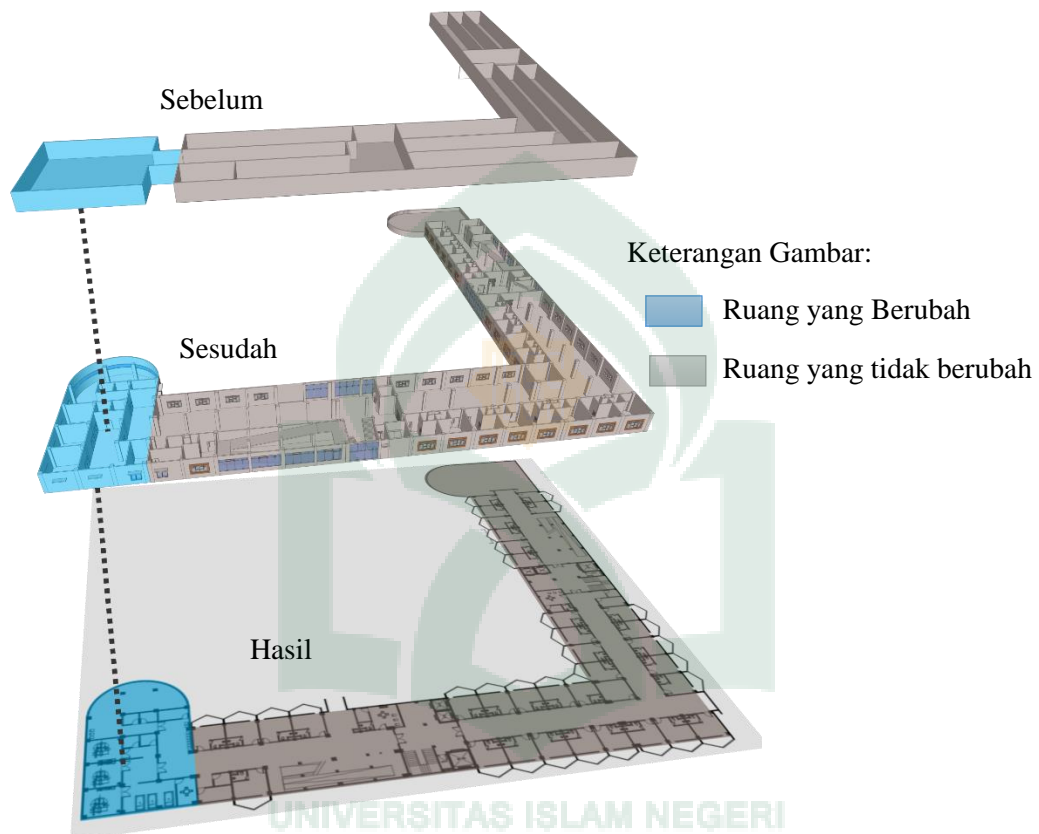 Sebelum
Keterangan Gambar:
Ruang yang Berubah
Sesudah
Ruang yang tidak berubah
Hasil
UNIVERSITAS ISLAM NEGERI